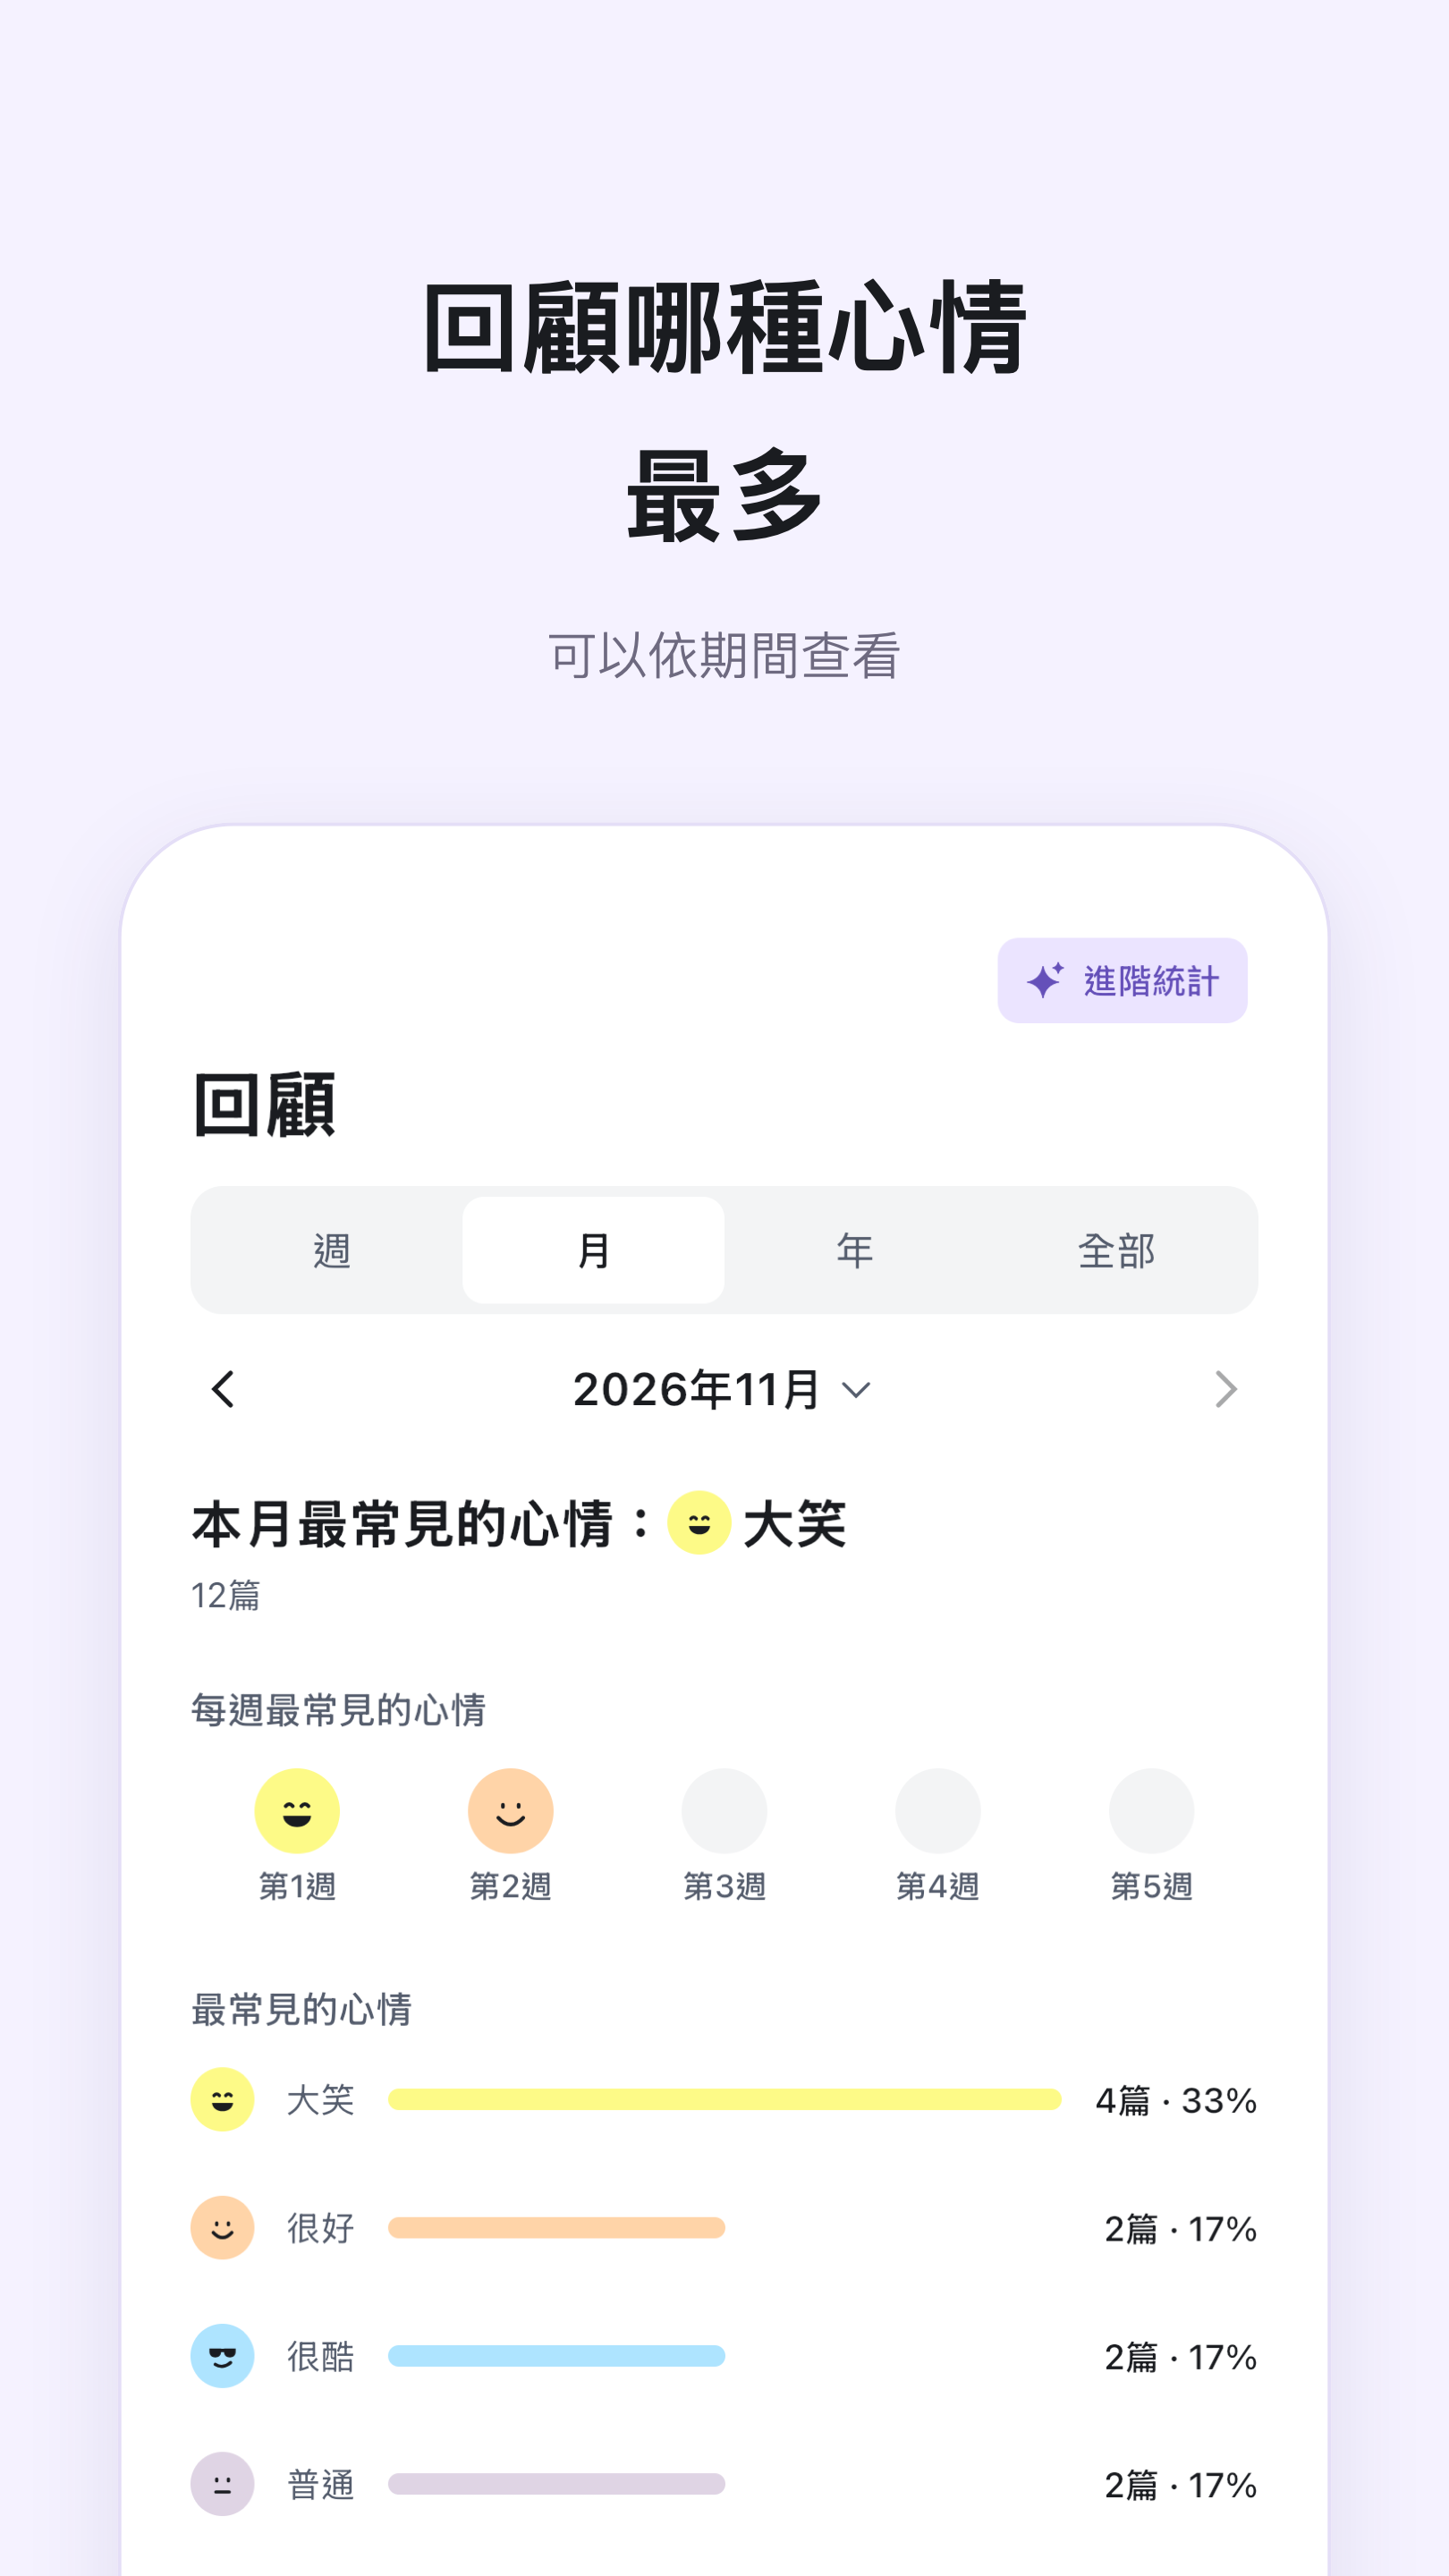 回顧哪種心情
最多
可以依期間查看
進階統計
回顧
週 月 年 全部
2026年11月
本月最常見的心情：大笑
12篇
每週最常見的心情
第1週 第2週 第3週 第4週 第5週
最常見的心情
大笑 4篇 · 33%
很好 2篇 · 17%
很酷 2篇 · 17%
普通 2篇 · 17%